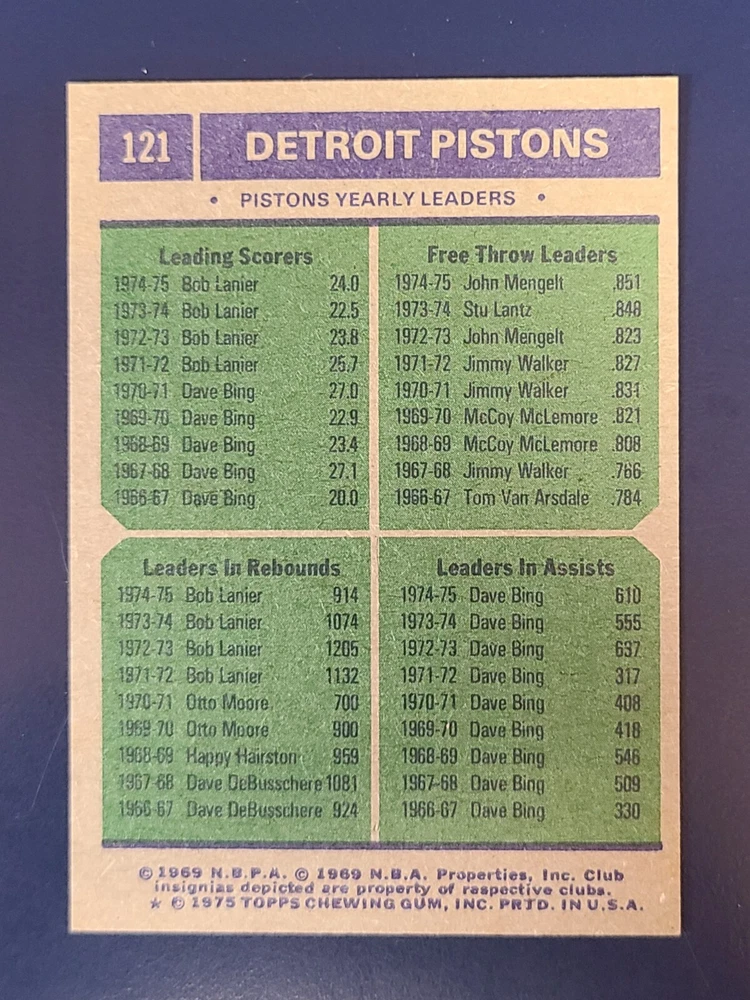 121 DETROIT PISTONS
• PISTONS YEARLY LEADERS •
Leading Scorers
1974-75 Bob Lanier 24.0
1973-74 Bob Lanier 22.5
1972-73 Bob Lanier 23.8
1971-72 Bob Lanier 25.7
1970-71 Dave Bing 27.0
1969-70 Dave Bing 22.9
1968-69 Dave Bing 23.4
1967-68 Dave Bing 27.1
1966-67 Dave Bing 20.0
Free Throw Leaders
1974-75 John Mengelt .851
1973-74 Stu Lantz .848
1972-73 John Mengelt .823
1971-72 Jimmy Walker .827
1970-71 Jimmy Walker .831
1969-70 McCoy McLemore .821
1968-69 McCoy McLemore .808
1967-68 Jimmy Walker .766
1966-67 Tom Van Arsdale .784
Leaders In Rebounds
1974-75 Bob Lanier 914
1973-74 Bob Lanier 1074
1972-73 Bob Lanier 1205
1971-72 Bob Lanier 1132
1970-71 Otto Moore 700
1969-70 Otto Moore 900
1968-69 Happy Hairston 959
1967-68 Dave DeBusschere 1081
1966-67 Dave DeBusschere 924
Leaders In Assists
1974-75 Dave Bing 610
1973-74 Dave Bing 555
1972-73 Dave Bing 637
1971-72 Dave Bing 317
1970-71 Dave Bing 408
1969-70 Dave Bing 418
1968-69 Dave Bing 546
1967-68 Dave Bing 509
1966-67 Dave Bing 330
© 1969 N.B.P.A. © 1969 N.B.A. Properties, Inc. Club
insignias depicted are property of respective clubs.
★ © 1975 TOPPS CHEWING GUM, INC. PRTD. IN U.S.A.